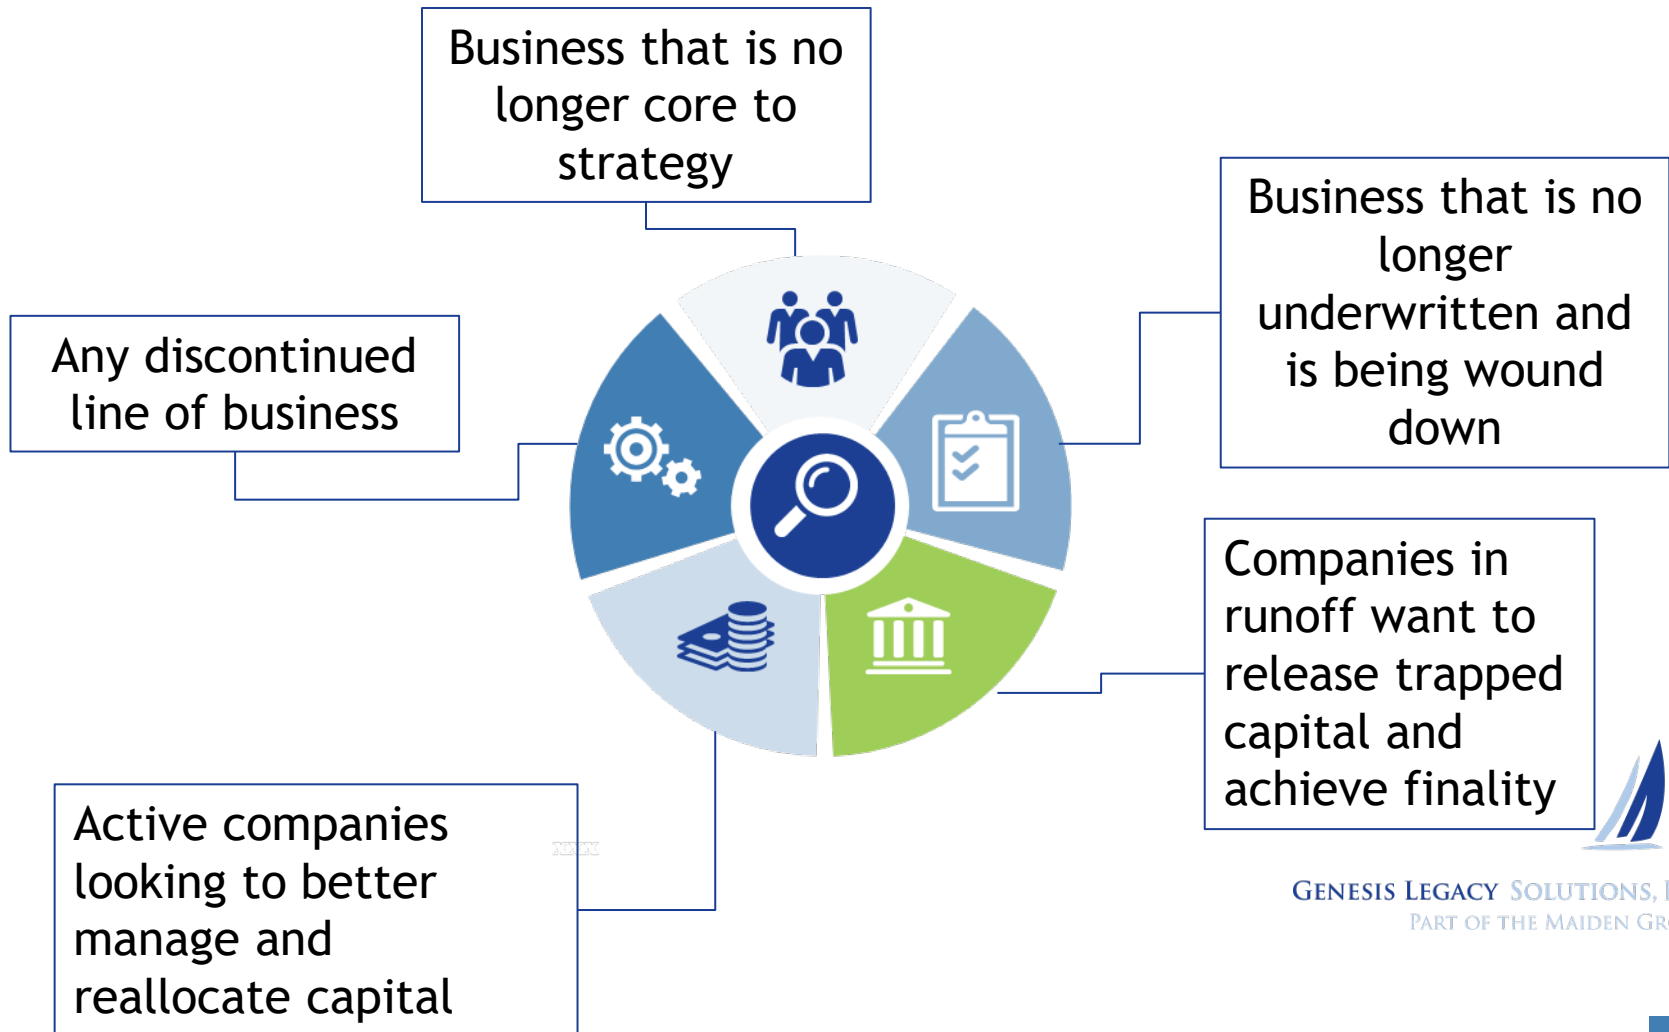 Business that is no
longer core to
strategy
Business that is no
longer
underwritten and
is being wound
down
Any discontinued
line of business
Companies in
runoff want to
release trapped
capital and
achieve finality
Active companies
looking to better
manage and
reallocate capital
GENESIS LEGACY SOLUTIONS,
PART OF THE MAIDEN